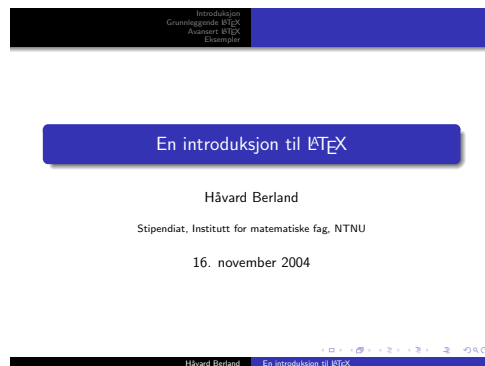 Introduksjon
Grunnleggende LATEX
Avansert LATEX
Eksempler
En introduksjon til LATEX
Håvard Berland
Stipendiat, Institutt for matematiske fag, NTNU
16. november 2004
Håvard Berland En introduksjon til LATEX